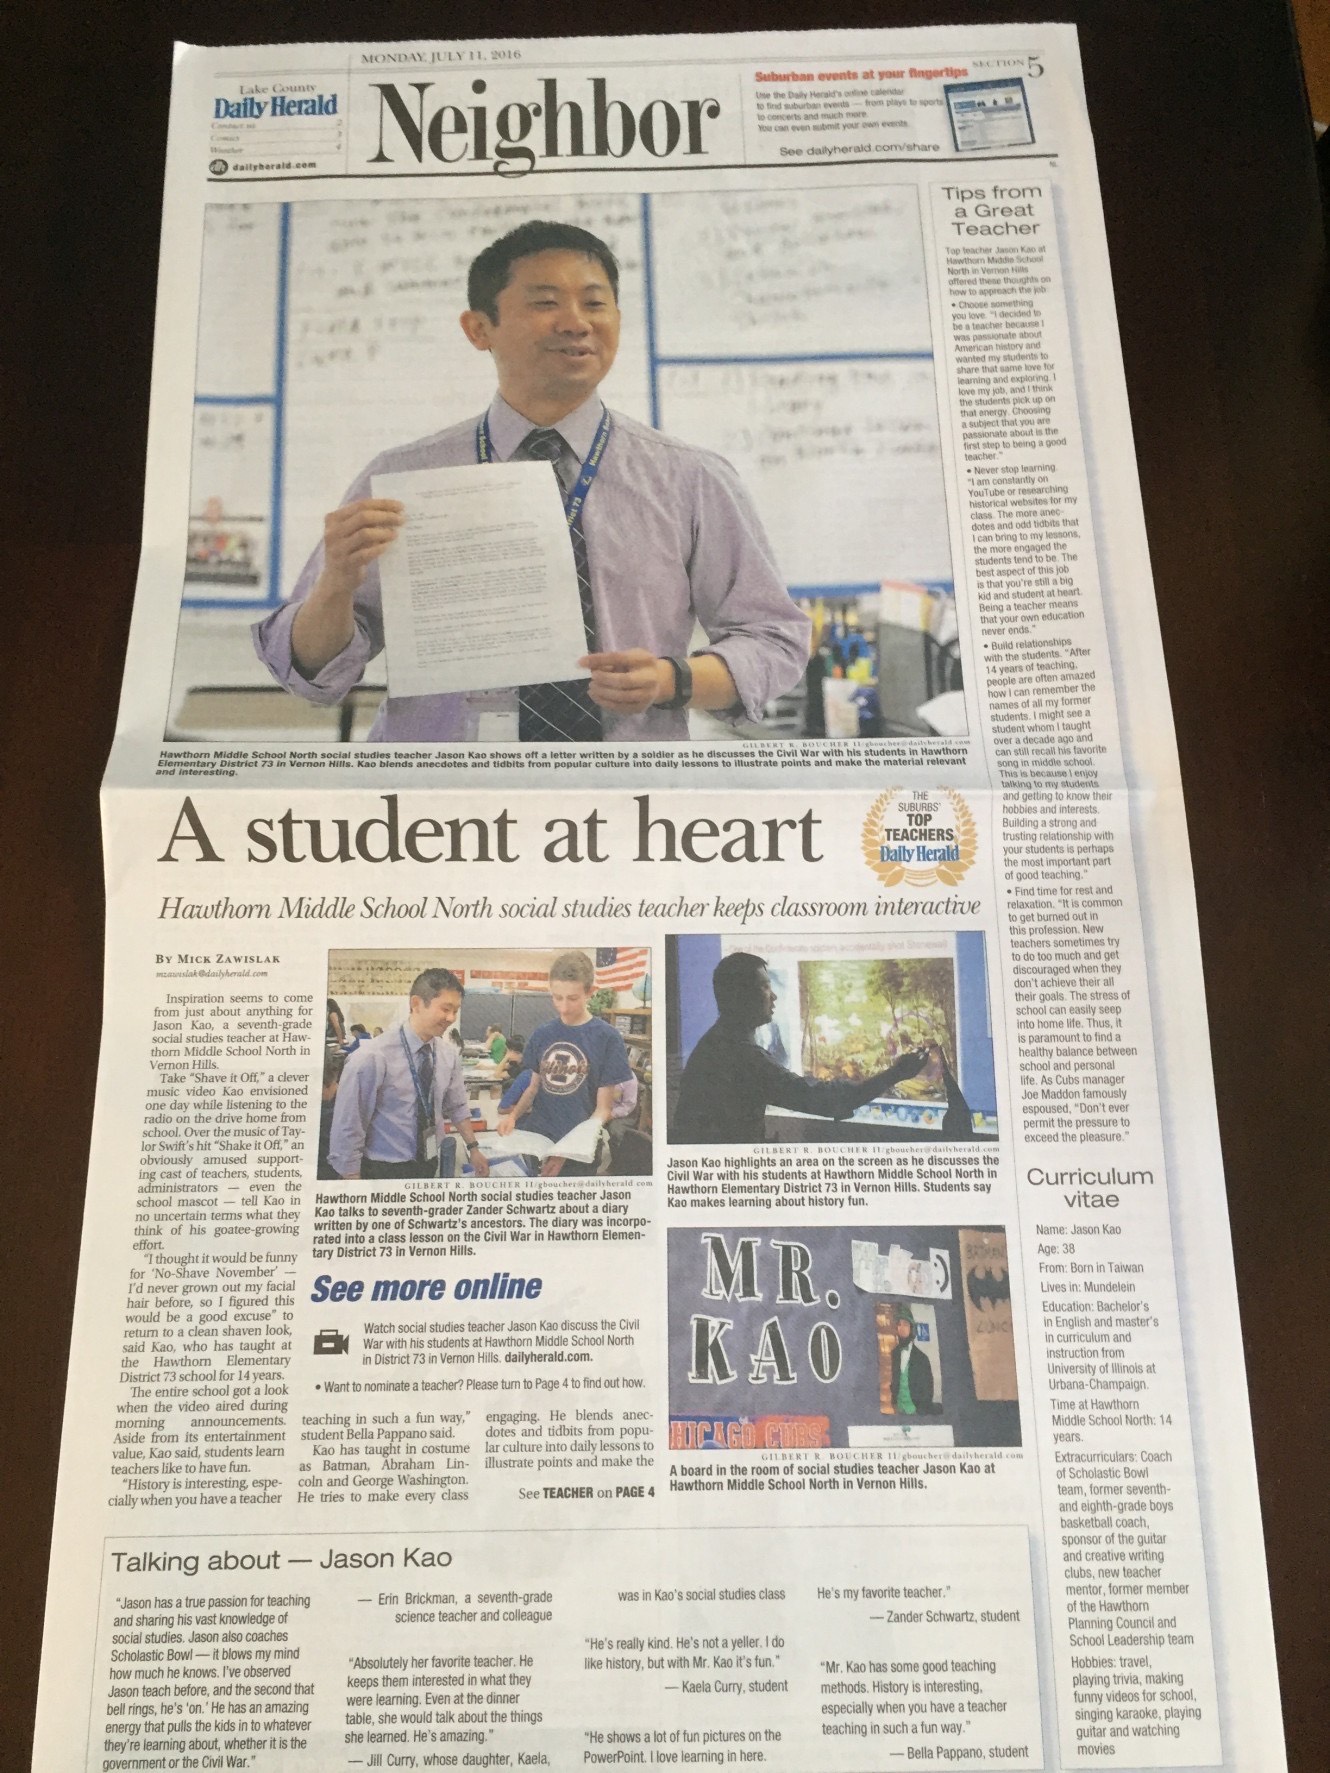 MONDAY, JULY 11, 2016
SECTION 5
Lake County
Daily Herald
dailyherald.com
Neighbor
Suburban events at your fingertips
Use the Daily Herald's online calendar
to find suburban events — from plays to sports
to concerts and much more.
You can even submit your own events.
See dailyherald.com/share
GILBERT R. BOUCHER II/gboucher@dailyherald.com
Hawthorn Middle School North social studies teacher Jason Kao shows off a letter written by a soldier as he discusses the Civil War with his students in Hawthorn
Elementary District 73 in Vernon Hills. Kao blends anecdotes and tidbits from popular culture into daily lessons to illustrate points and make the material relevant
and interesting.
A student at heart
THE
SUBURBS'
TOP
TEACHERS
Daily Herald
Hawthorn Middle School North social studies teacher keeps classroom interactive
BY MICK ZAWISLAK
mzawislak@dailyherald.com
Inspiration seems to come
from just about anything for
Jason Kao, a seventh-grade
social studies teacher at Haw-
thorn Middle School North in
Vernon Hills.
Take “Shave it Off,” a clever
music video Kao envisioned
one day while listening to the
radio on the drive home from
school. Over the music of Tay-
lor Swift's hit “Shake it Off,” an
obviously amused support-
ing cast of teachers, students,
administrators — even the
school mascot — tell Kao in
no uncertain terms what they
think of his goatee-growing
effort.
“I thought it would be funny
for ‘No-Shave November’ —
I'd never grown out my facial
hair before, so I figured this
would be a good excuse” to
return to a clean shaven look,
said Kao, who has taught at
the Hawthorn Elementary
District 73 school for 14 years.
The entire school got a look
when the video aired during
morning announcements.
Aside from its entertainment
value, Kao said, students learn
teachers like to have fun.
“History is interesting, espe-
cially when you have a teacher
teaching in such a fun way,”
student Bella Pappano said.
Kao has taught in costume
as Batman, Abraham Lin-
coln and George Washington.
He tries to make every class
engaging. He blends anec-
dotes and tidbits from popu-
lar culture into daily lessons to
illustrate points and make the
See TEACHER on PAGE 4
Illinois
GILBERT R. BOUCHER II/gboucher@dailyherald.com
Hawthorn Middle School North social studies teacher Jason
Kao talks to seventh-grader Zander Schwartz about a diary
written by one of Schwartz's ancestors. The diary was incorpo-
rated into a class lesson on the Civil War in Hawthorn Elemen-
tary District 73 in Vernon Hills.
See more online
Watch social studies teacher Jason Kao discuss the Civil
War with his students at Hawthorn Middle School North
in District 73 in Vernon Hills. dailyherald.com.
• Want to nominate a teacher? Please turn to Page 4 to find out how.
GILBERT R. BOUCHER II/gboucher@dailyherald.com
Jason Kao highlights an area on the screen as he discusses the
Civil War with his students at Hawthorn Middle School North in
Hawthorn Elementary District 73 in Vernon Hills. Students say
Kao makes learning about history fun.
MR.
KAO
CHICAGO CUBS
GILBERT R. BOUCHER II/gboucher@dailyherald.com
A board in the room of social studies teacher Jason Kao at
Hawthorn Middle School North in Vernon Hills.
Tips from
a Great
Teacher
Top teacher Jason Kao at
Hawthorn Middle School
North in Vernon Hills
offered these thoughts on
how to approach the job:
• Choose something
you love. “I decided to
be a teacher because I
was passionate about
American history and
wanted my students to
share that same love for
learning and exploring. I
love my job, and I think
the students pick up on
that energy. Choosing
a subject that you are
passionate about is the
first step to being a good
teacher.”
• Never stop learning.
“I am constantly on
YouTube or researching
historical websites for my
class. The more anec-
dotes and odd tidbits that
I can bring to my lessons,
the more engaged the
students tend to be. The
best aspect of this job
is that you're still a big
kid and student at heart.
Being a teacher means
that your own education
never ends.”
• Build relationships
with the students. “After
14 years of teaching,
people are often amazed
how I can remember the
names of all my former
students. I might see a
student whom I taught
over a decade ago and
can still recall his favorite
song in middle school.
This is because I enjoy
talking to my students
and getting to know their
hobbies and interests.
Building a strong and
trusting relationship with
your students is perhaps
the most important part
of good teaching.”
• Find time for rest and
relaxation. “It is common
to get burned out in
this profession. New
teachers sometimes try
to do too much and get
discouraged when they
don't achieve their all
their goals. The stress of
school can easily seep
into home life. Thus, it
is paramount to find a
healthy balance between
school and personal
life. As Cubs manager
Joe Maddon famously
espoused, “Don't ever
permit the pressure to
exceed the pleasure.”
Curriculum
vitae
Name: Jason Kao
Age: 38
From: Born in Taiwan
Lives in: Mundelein
Education: Bachelor's
in English and master's
in curriculum and
instruction from
University of Illinois at
Urbana-Champaign.
Time at Hawthorn
Middle School North: 14
years.
Extracurriculars: Coach
of Scholastic Bowl
team, former seventh-
and eighth-grade boys
basketball coach,
sponsor of the guitar
and creative writing
clubs, new teacher
mentor, former member
of the Hawthorn
Planning Council and
School Leadership team
Hobbies: travel,
playing trivia, making
funny videos for school,
singing karaoke, playing
guitar and watching
movies
Talking about — Jason Kao
“Jason has a true passion for teaching
and sharing his vast knowledge of
social studies. Jason also coaches
Scholastic Bowl — it blows my mind
how much he knows. I've observed
Jason teach before, and the second that
bell rings, he's ‘on.’ He has an amazing
energy that pulls the kids in to whatever
they're learning about, whether it is the
government or the Civil War.”
— Erin Brickman, a seventh-grade
science teacher and colleague
“Absolutely her favorite teacher. He
keeps them interested in what they
were learning. Even at the dinner
table, she would talk about the things
she learned. He's amazing.”
— Jill Curry, whose daughter, Kaela,
was in Kao's social studies class
“He's really kind. He's not a yeller. I do
like history, but with Mr. Kao it's fun.”
— Kaela Curry, student
“He shows a lot of fun pictures on the
PowerPoint. I love learning in here.
He's my favorite teacher.”
— Zander Schwartz, student
“Mr. Kao has some good teaching
methods. History is interesting,
especially when you have a teacher
teaching in such a fun way.”
— Bella Pappano, student